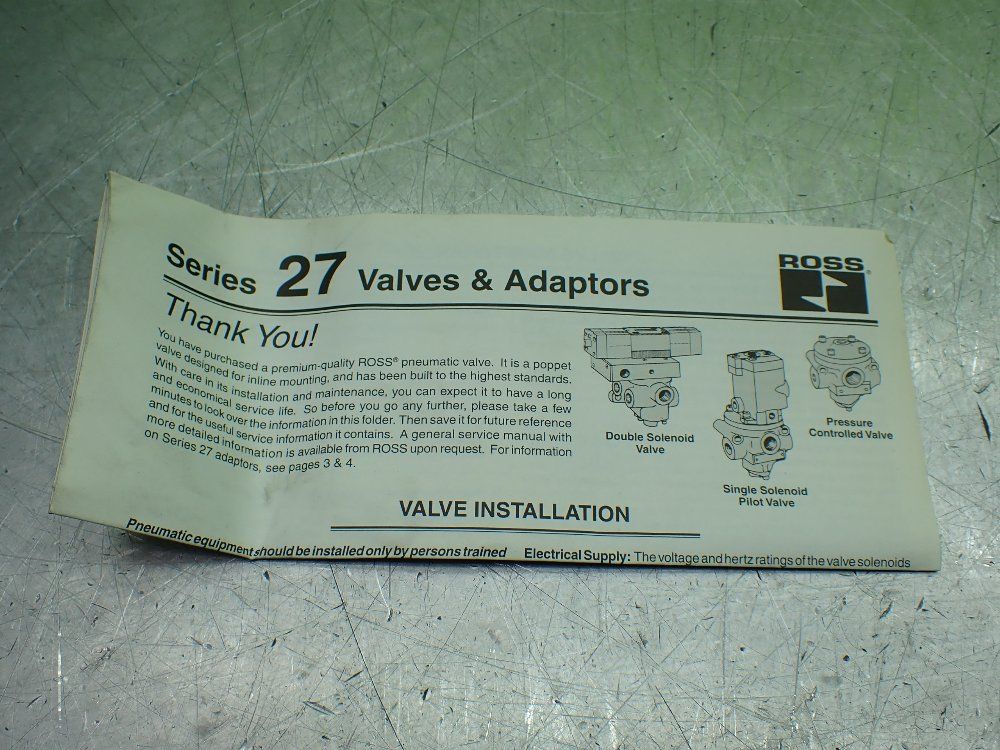 Series 27 Valves & Adaptors
ROSS®
Thank You!
You have purchased a premium-quality ROSS® pneumatic valve. It is a poppet
valve designed for inline mounting, and has been built to the highest standards.
With care in its installation and maintenance, you can expect it to have a long
and economical service life. So before you go any further, please take a few
minutes to look over the information in this folder. Then save it for future reference
and for the useful service information it contains. A general service manual with
more detailed information is available from ROSS upon request. For information
on Series 27 adaptors, see pages 3 & 4.
Double Solenoid
Valve
Single Solenoid
Pilot Valve
Pressure
Controlled Valve
VALVE INSTALLATION
Pneumatic equipment should be installed only by persons trained
Electrical Supply: The voltage and hertz ratings of the valve solenoids